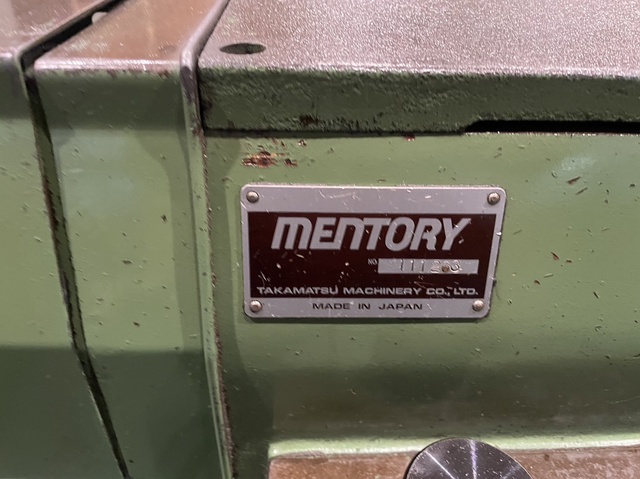 MENTORY
NO.
TAKAMATSU MACHINERY CO., LTD.
MADE IN JAPAN